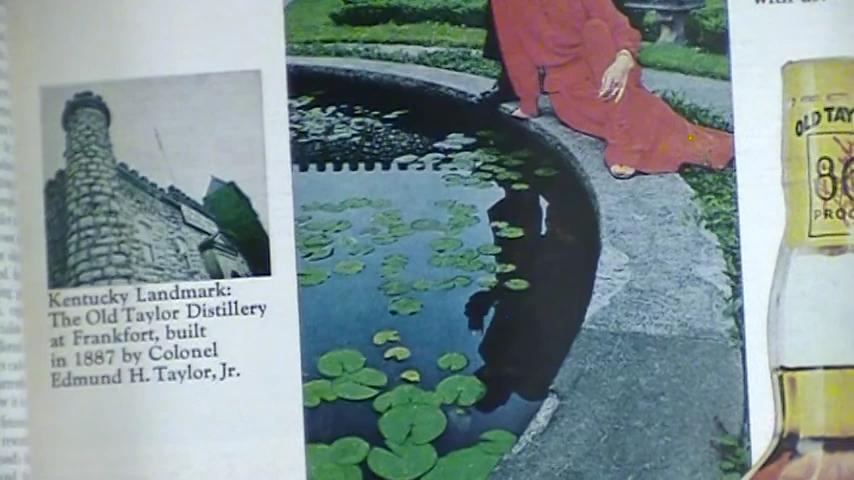 Kentucky Landmark:
The Old Taylor Distillery
at Frankfort, built
in 1887 by Colonel
Edmund H. Taylor, Jr.
OLD TAY
86
PROO